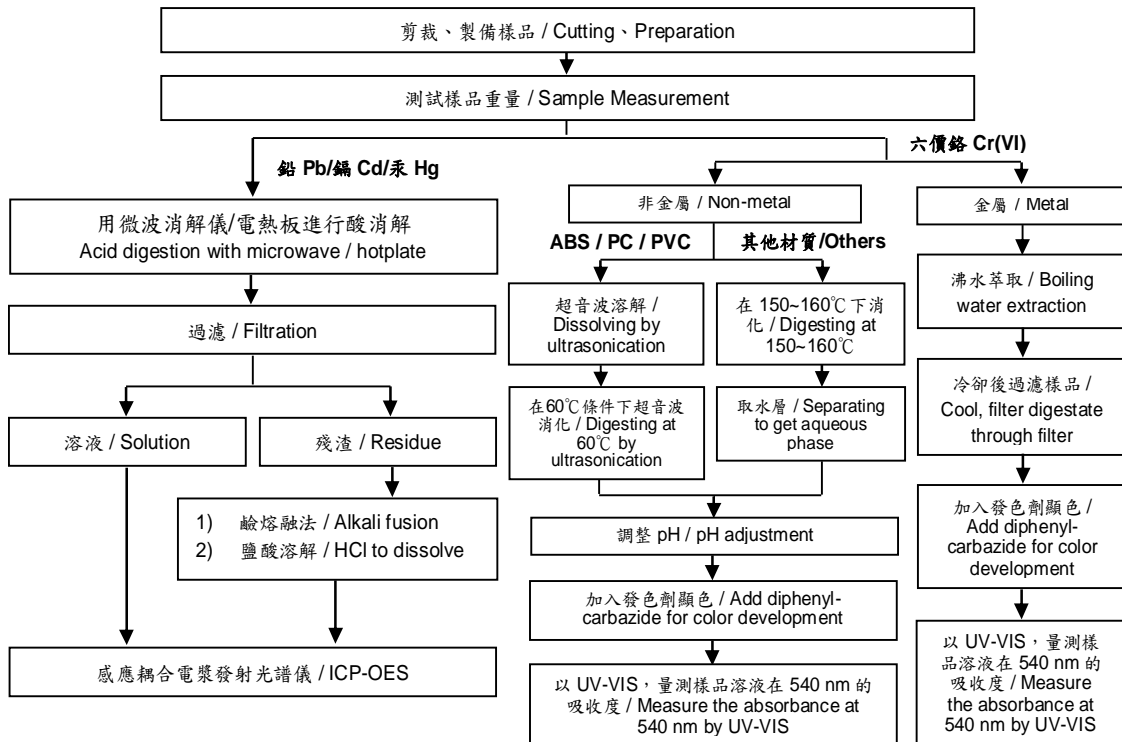 剪裁、製備樣品 / Cutting、Preparation
測試樣品重量 / Sample Measurement
鉛 Pb/鎘 Cd/汞 Hg
六價鉻 Cr(VI)
用微波消解儀/電熱板進行酸消解
Acid digestion with microwave / hotplate
過濾 / Filtration
溶液 / Solution
殘渣 / Residue
1) 鹼熔融法 / Alkali fusion
2) 鹽酸溶解 / HCl to dissolve
感應耦合電漿發射光譜儀 / ICP-OES
非金屬 / Non-metal
ABS / PC / PVC
其他材質/Others
超音波溶解 /
Dissolving by
ultrasonication
在60℃條件下超音波
消化 / Digesting at
60℃ by
ultrasonication
在 150~160℃下消
化 / Digesting at
150~160℃
取水層 / Separating
to get aqueous
phase
調整 pH / pH adjustment
加入發色劑顯色 / Add diphenyl-
carbazide for color development
以 UV-VIS，量測樣品溶液在 540 nm 的
吸收度 / Measure the absorbance at
540 nm by UV-VIS
金屬 / Metal
沸水萃取 / Boiling
water extraction
冷卻後過濾樣品 /
Cool, filter digestate
through filter
加入發色劑顯色 /
Add diphenyl-
carbazide for color
development
以 UV-VIS，量測樣
品溶液在 540 nm 的
吸收度 / Measure
the absorbance at
540 nm by UV-VIS